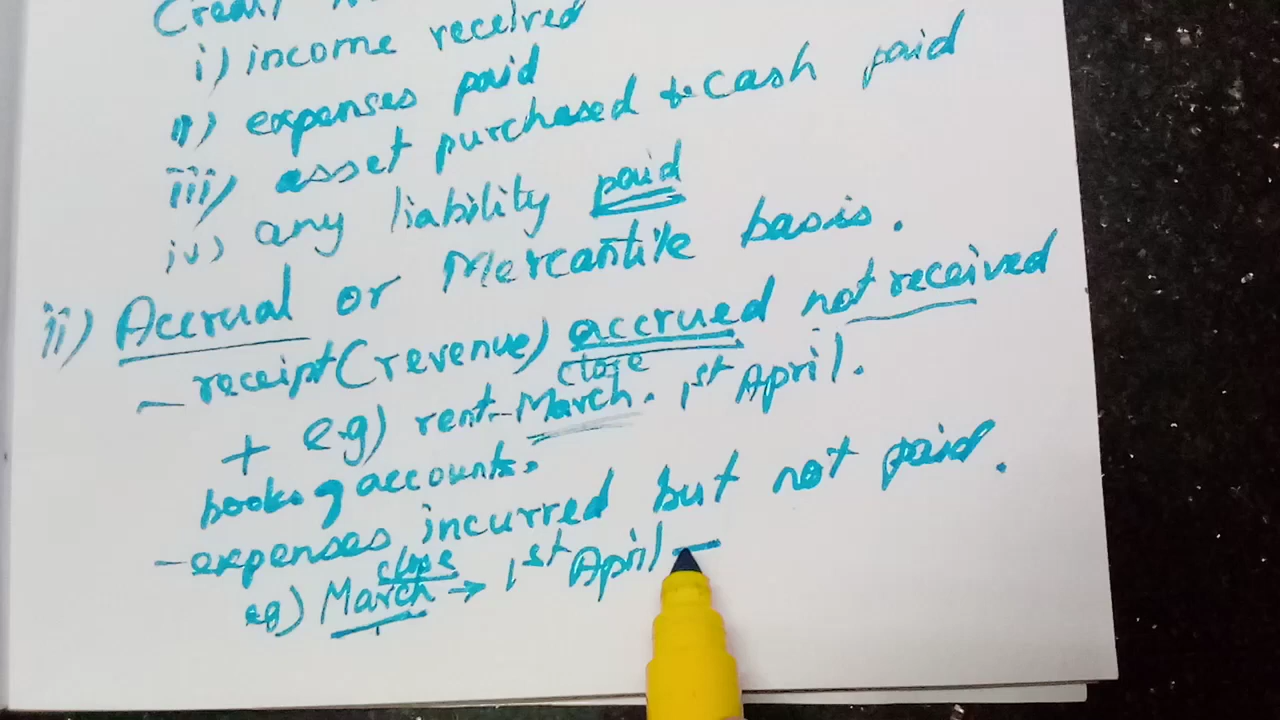 Credit
i) income received
ii) expenses paid
iii) asset purchased & cash paid
iv) any liability paid
ii) Accrual or Mercantile basis.
- receipt (revenue) accrued not received
close
+ eg) rent - March. 1st April.
books of accounts.
- expenses incurred but not paid.
close
eg) March → 1st April -